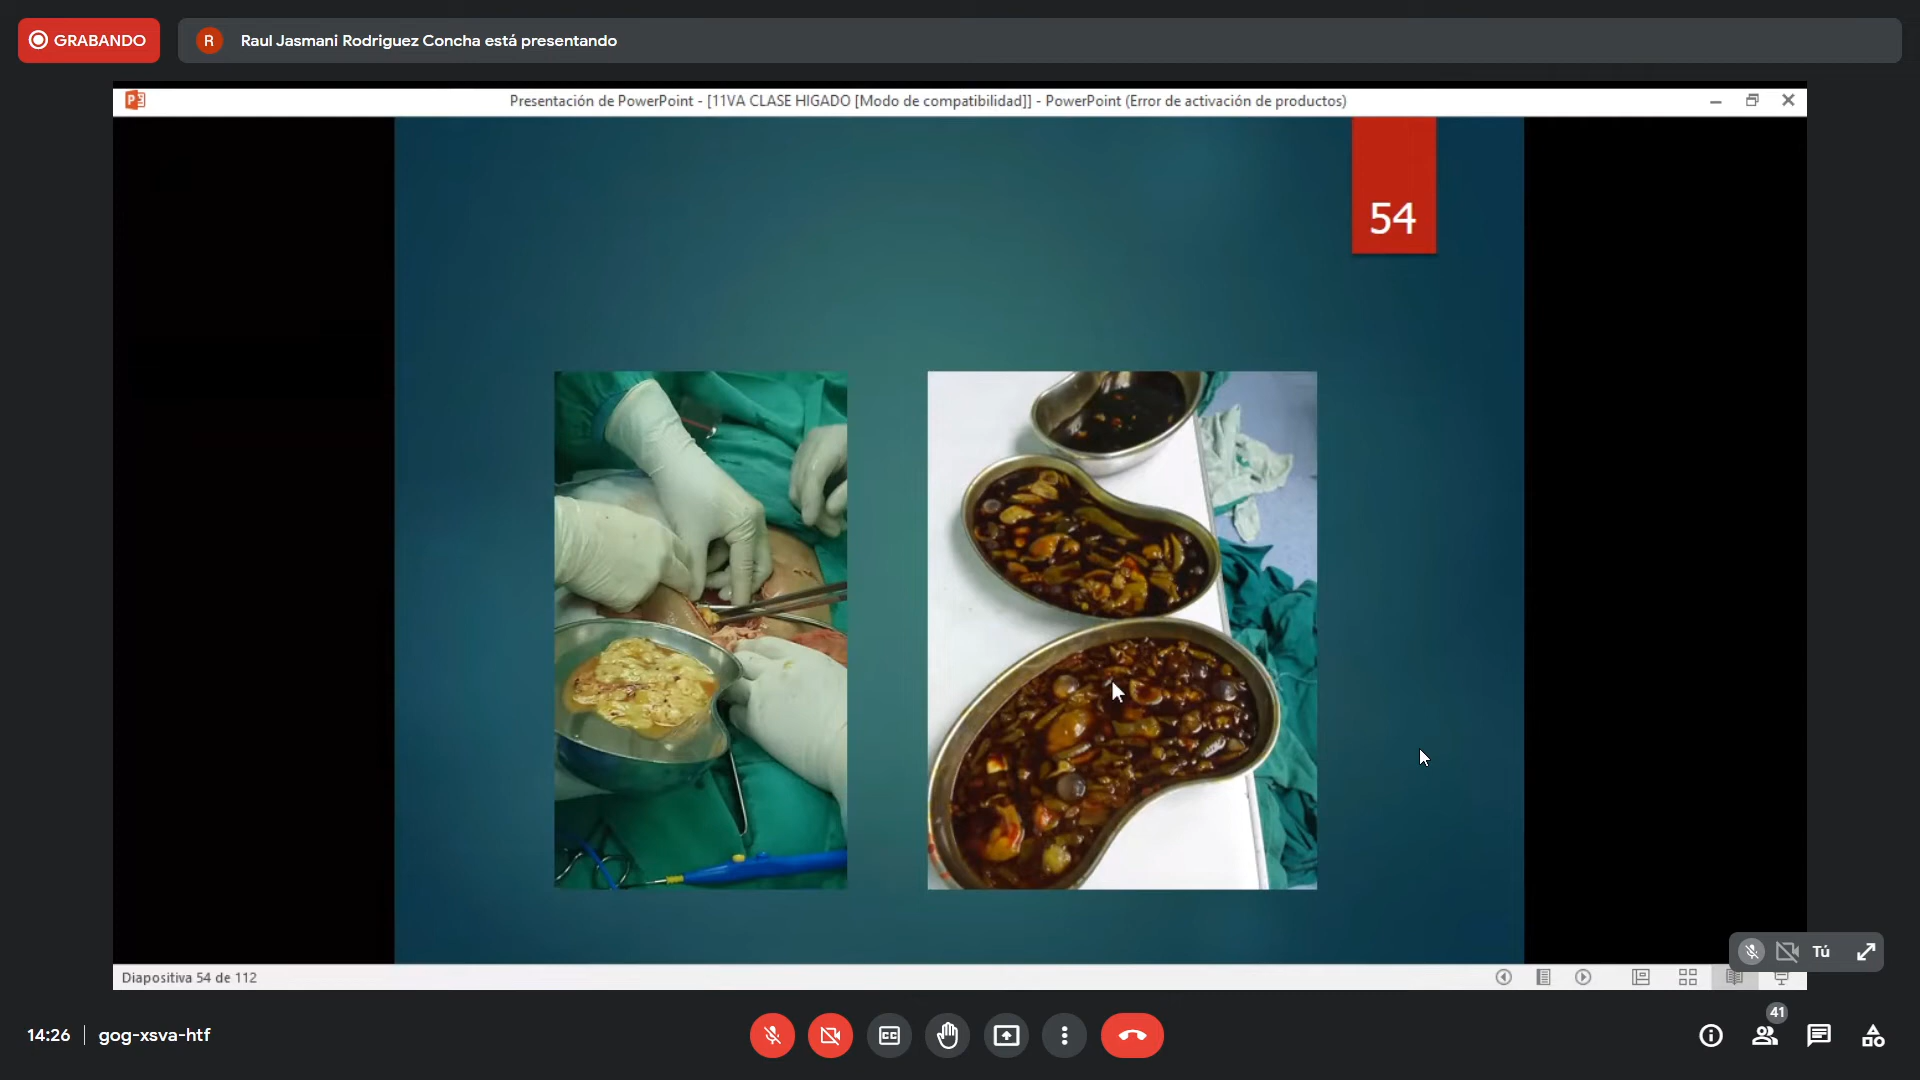 GRABANDO
R
Raul Jasmani Rodriguez Concha está presentando
Presentación de PowerPoint - [11VA CLASE HIGADO [Modo de compatibilidad]] - PowerPoint (Error de activación de productos)
54
Tú
Diapositiva 54 de 112
41
14:26
gog-xsva-htf